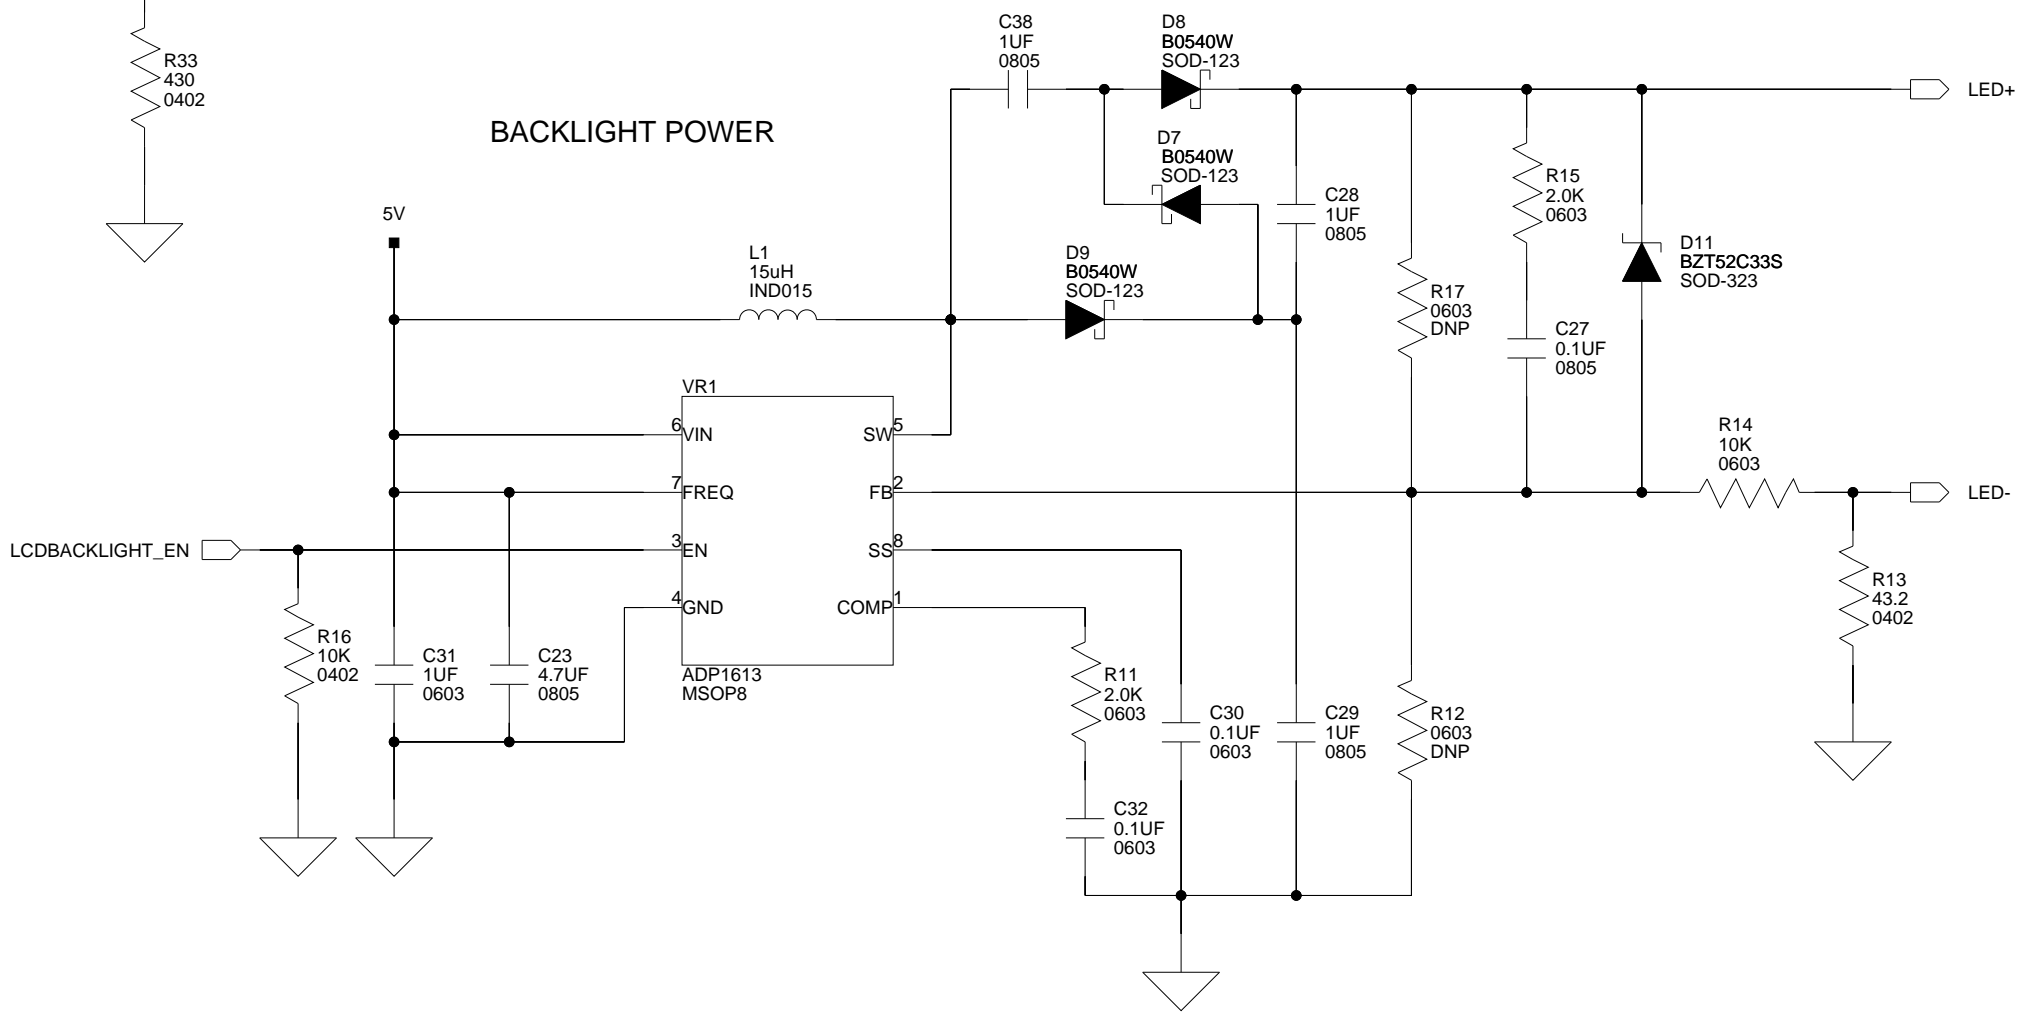 R33
430
0402
BACKLIGHT POWER
C38
1UF
0805
D8
B0540W
SOD-123
LED+
D7
B0540W
SOD-123
C28
1UF
0805
R15
2.0K
0603
5V
L1
15uH
IND015
D9
B0540W
SOD-123
R17
0603
DNP
D11
BZT52C33S
SOD-323
C27
0.1UF
0805
VR1
6
VIN
7
FREQ
3
EN
4
GND
5
SW
2
FB
8
SS
1
COMP
ADP1613
MSOP8
R14
10K
0603
LED-
LCDBACKLIGHT_EN
R13
43.2
0402
R16
10K
0402
C31
1UF
0603
C23
4.7UF
0805
R11
2.0K
0603
C30
0.1UF
0603
C29
1UF
0805
R12
0603
DNP
C32
0.1UF
0603